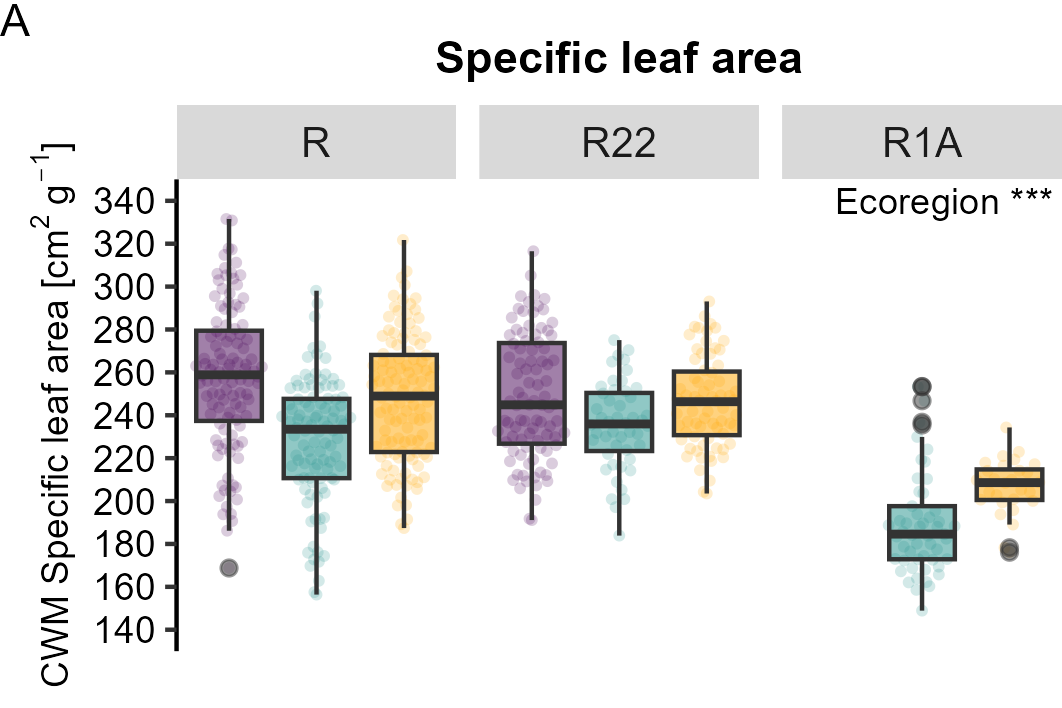 A
Specific leaf area
R
R22
R1A
Ecoregion ***
CWM Specific leaf area [cm² g⁻¹]
340
320
300
280
260
240
220
200
180
160
140